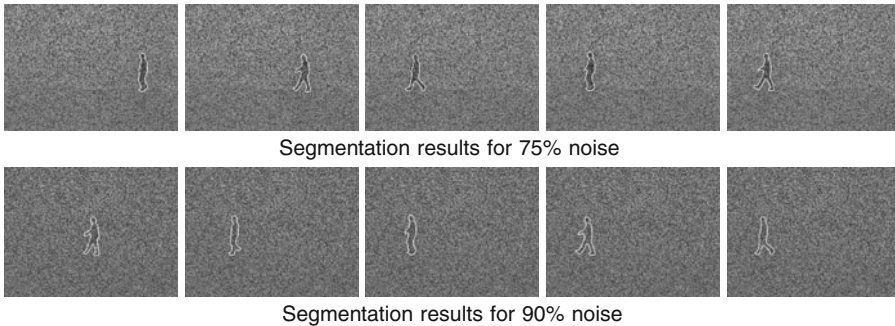 Segmentation results for 75% noise
Segmentation results for 90% noise